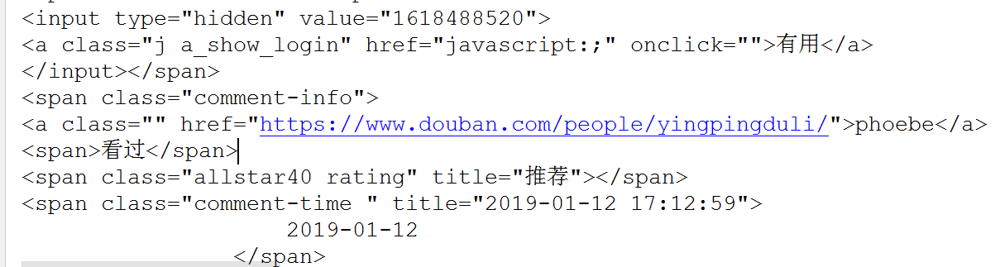 <input type="hidden" value="1618488520">
<a class="j a_show_login" href="javascript:;" onclick="">有用</a>
</input></span>
<span class="comment-info">
<a class="" href="https://www.douban.com/people/yingpingduli/">phoebe</a>
<span>看过</span>
<span class="allstar40 rating" title="推荐"></span>
<span class="comment-time " title="2019-01-12 17:12:59">
2019-01-12
</span>